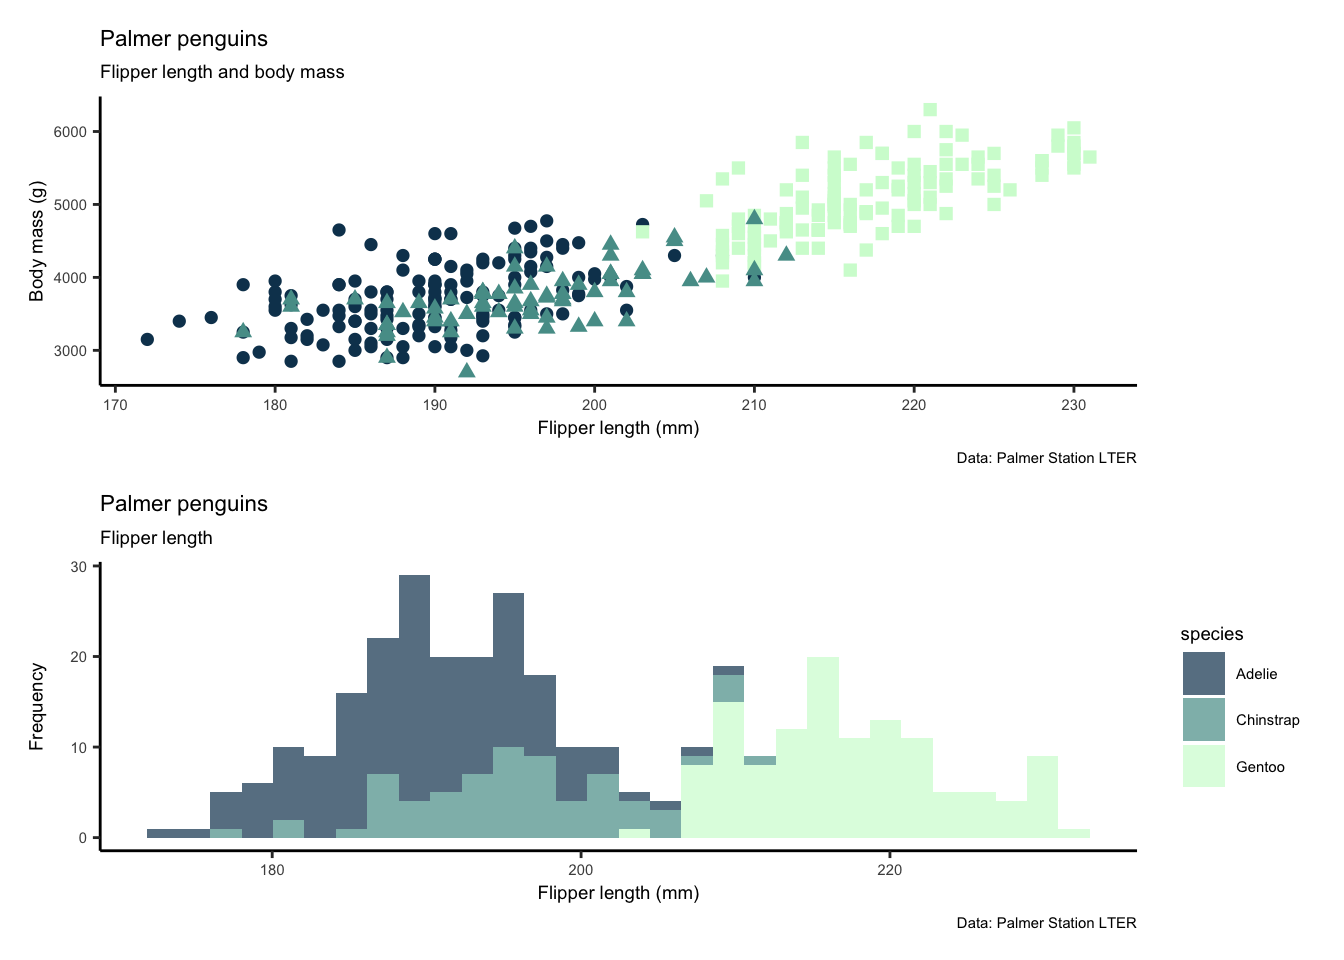 Palmer penguins
Flipper length and body mass
6000
5000
4000
3000
Body mass (g)
170 180 190 200 210 220 230
Flipper length (mm)
Data: Palmer Station LTER
Palmer penguins
Flipper length
30
20
10
0
Frequency
180 200 220
Flipper length (mm)
Data: Palmer Station LTER
species
Adelie
Chinstrap
Gentoo